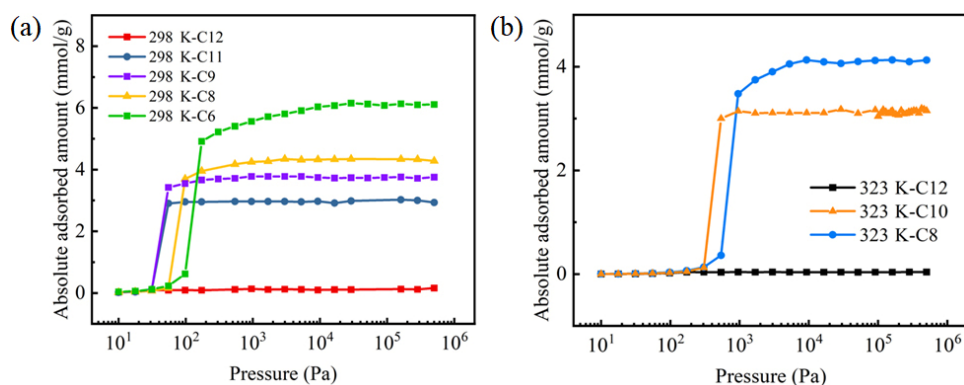 (a)
Absolute adsorbed amount (mmol/g)
8
6
4
2
0
298 K-C12
298 K-C11
298 K-C9
298 K-C8
298 K-C6
10¹ 10² 10³ 10⁴ 10⁵ 10⁶
Pressure (Pa)
(b)
Absolute adsorbed amount (mmol/g)
4
2
0
323 K-C12
323 K-C10
323 K-C8
10¹ 10² 10³ 10⁴ 10⁵ 10⁶
Pressure (Pa)